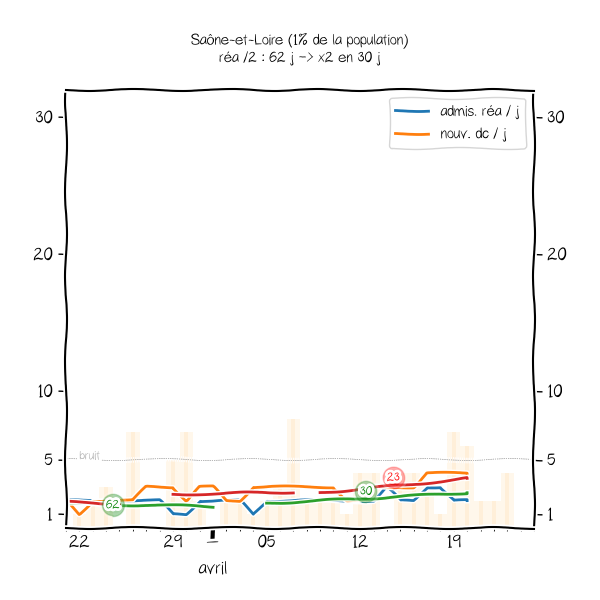 Saône-et-Loire (1% de la population)
réa /2 : 62 j -> x2 en 30 j
admis. réa / j
nouv. dc / j
30 30
20 20
10 10
5 5
bruit
1 1
62
30
23
22 29 1 05 12 19
avril